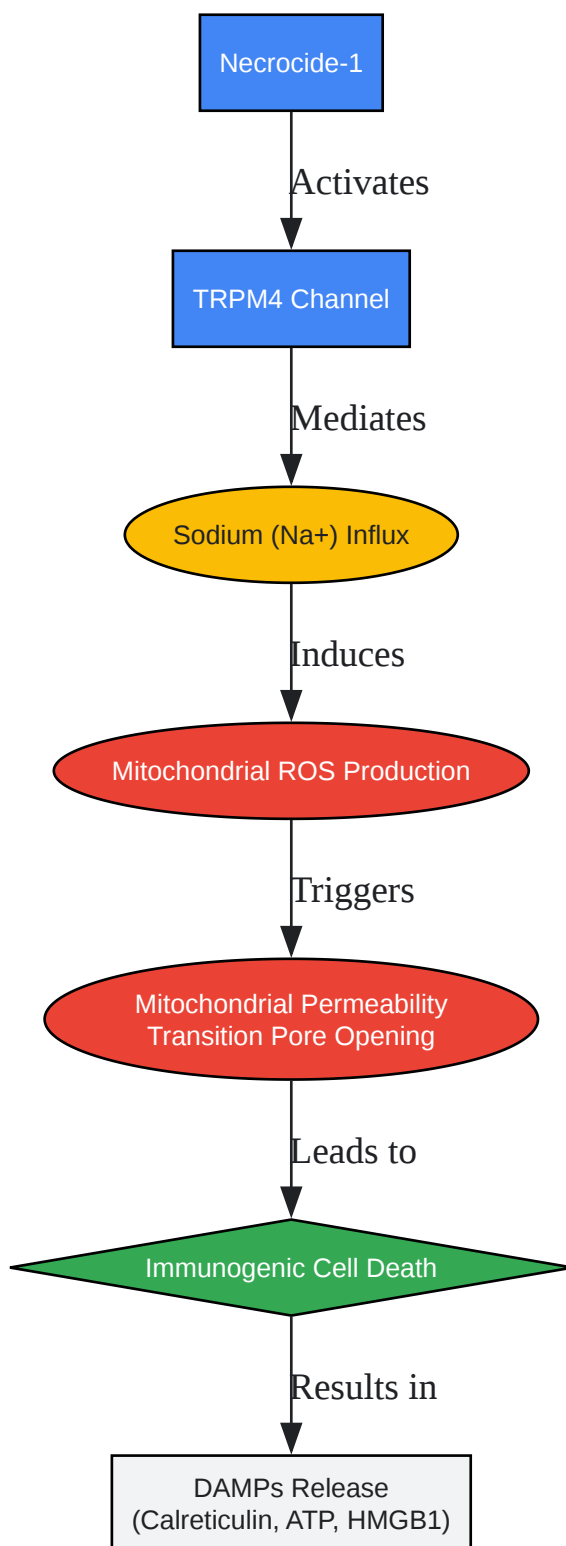 Necrocide-1
Activates
TRPM4 Channel
Mediates
Sodium (Na+) Influx
Induces
Mitochondrial ROS Production
Triggers
Mitochondrial Permeability
Transition Pore Opening
Leads to
Immunogenic Cell Death
Results in
DAMPs Release
(Calreticulin, ATP, HMGB1)